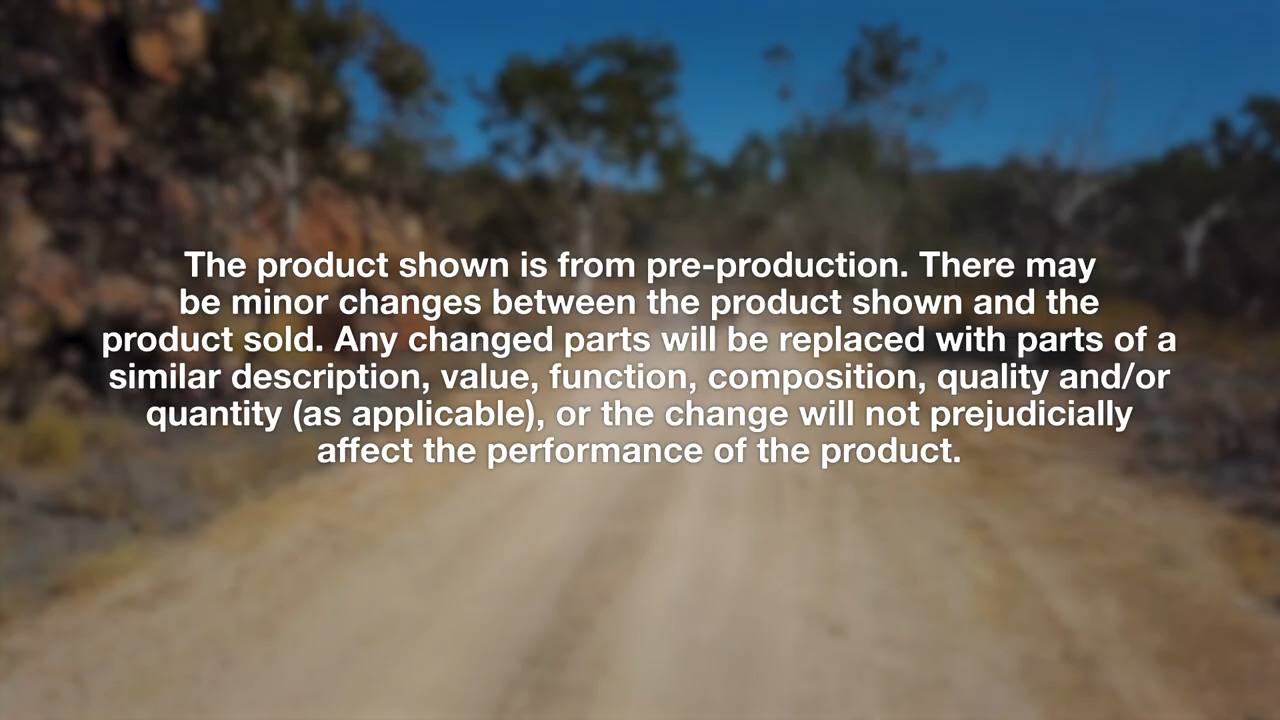 The product shown is from pre-production. There may
be minor changes between the product shown and the
product sold. Any changed parts will be replaced with parts of a
similar description, value, function, composition, quality and/or
quantity (as applicable), or the change will not prejudicially
affect the performance of the product.